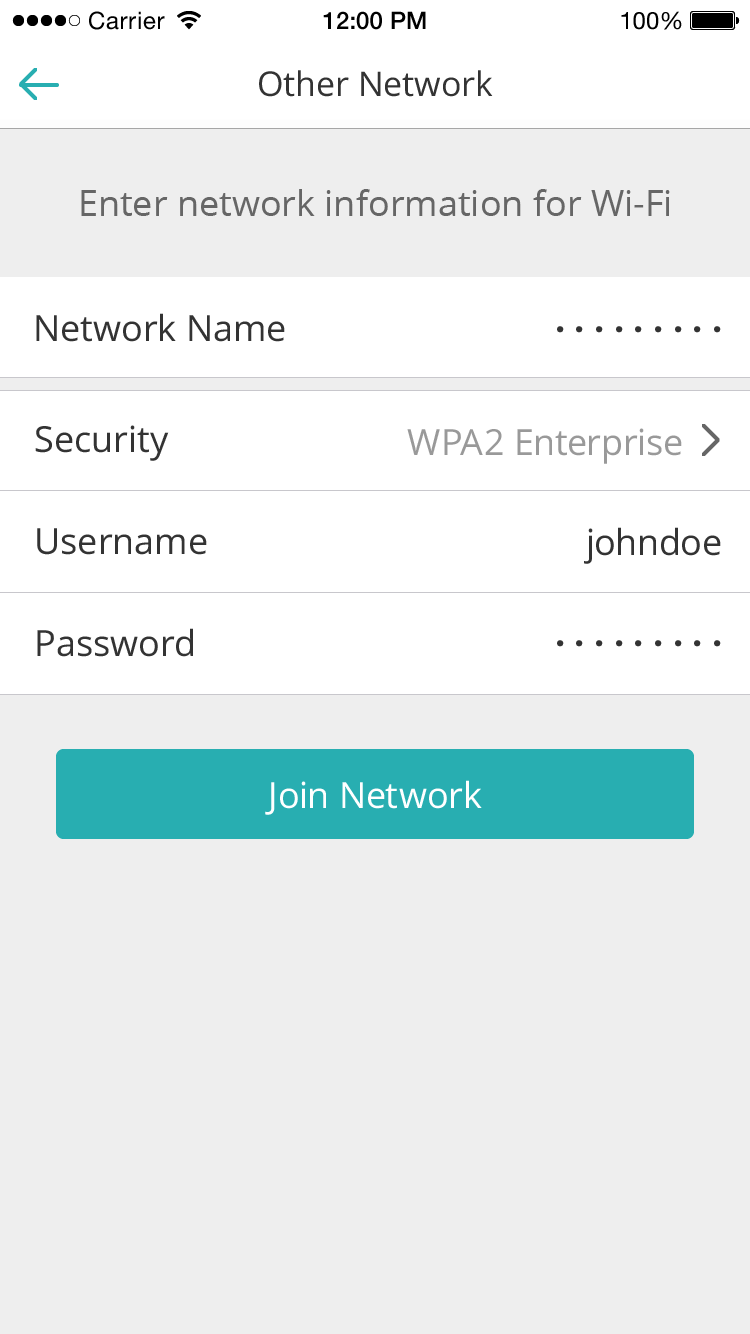 Carrier 12:00 PM 100%
Other Network
Enter network information for Wi-Fi
Network Name •••••••••
Security WPA2 Enterprise
Username johndoe
Password •••••••••
Join Network